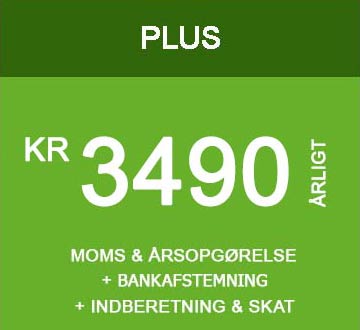 PLUS
KR 3490 ÅRLIGT
MOMS & ÅRSOPGØRELSE
+ BANKAFSTEMNING
+ INDBERETNING & SKAT